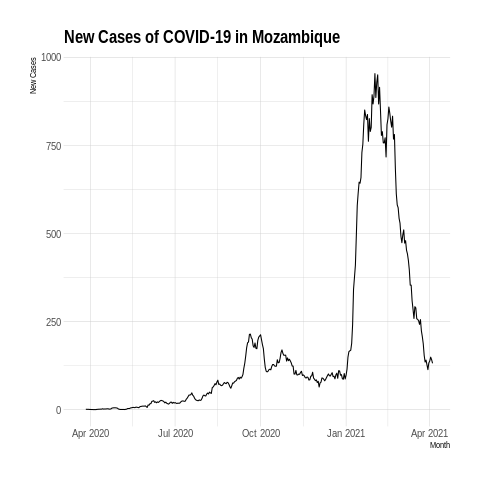 New Cases of COVID-19 in Mozambique
New Cases
1000
750
500
250
0
Apr 2020
Jul 2020
Oct 2020
Jan 2021
Apr 2021
Month